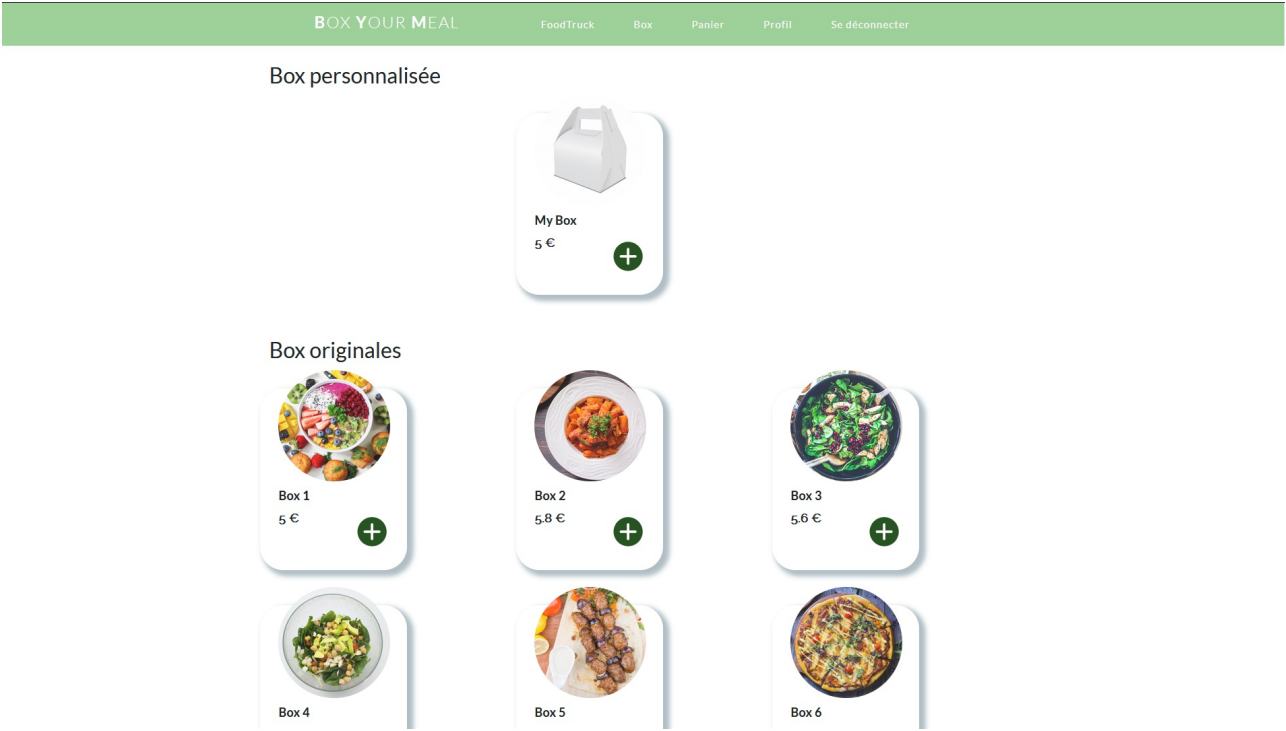 BOX YOUR MEAL FoodTruck Box Panier Profil Se déconnecter
Box personnalisée
My Box
5 €
Box originales
Box 1 Box 2 Box 3
5 € 5.8 € 5.6 €
Box 4 Box 5 Box 6